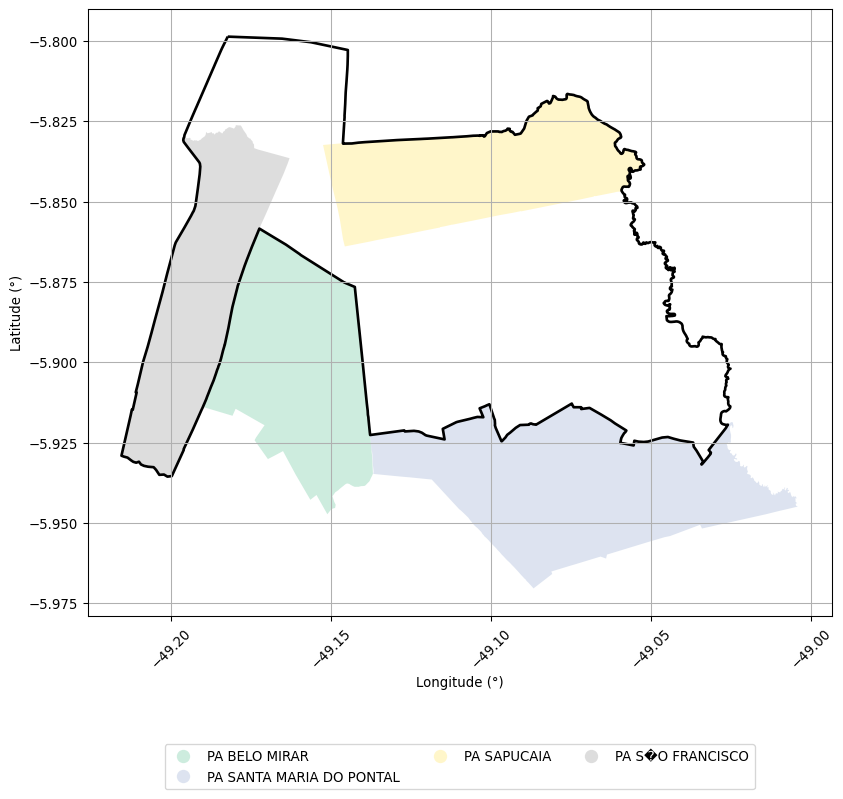 −5.800
−5.825
−5.850
−5.875
−5.900
−5.925
−5.950
−5.975
Latitude (°)
−49.20
−49.15
−49.10
−49.05
−49.00
Longitude (°)
PA BELO MIRAR
PA SANTA MARIA DO PONTAL
PA SAPUCAIA
PA S�O FRANCISCO